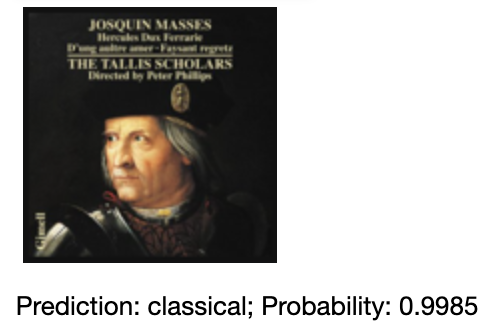 JOSQUIN MASSES
Hercules Dux Ferrarie
D'ung aultre amer · Faysant regretz
THE TALLIS SCHOLARS
Directed by Peter Phillips
Gimell
Prediction: classical; Probability: 0.9985